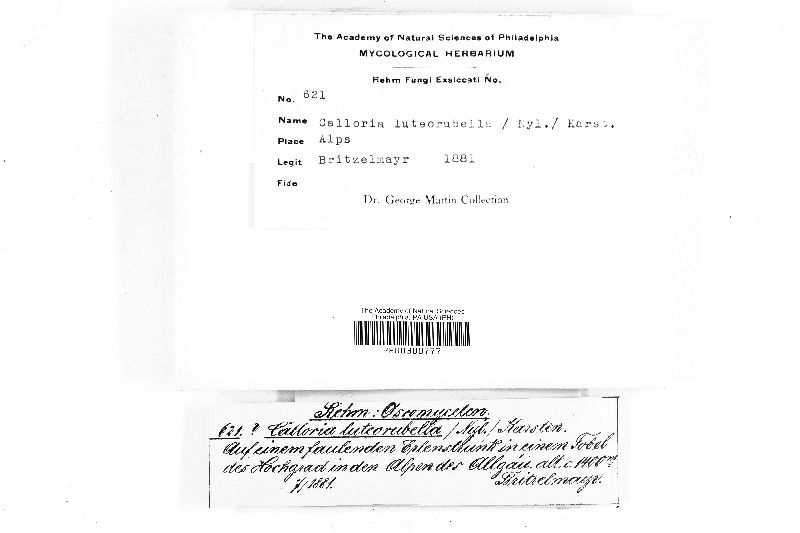 The Academy of Natural Sciences of Philadelphia
MYCOLOGICAL HERBARIUM
Rehm Fungi Exsiccati No.
No. 621
Name Calloria luteorubella / Nyl./ Karst.
Place Alps
Legit Britzelmayr 1881
Fide
Dr. George Martin Collection
The Academy of Natural Sciences
Philadelphia, PA USA (PH)
PH00300777
Rehm: Ascomyceten.
621. ? Calloria luteorubella /Nyl./ Karsten.
Auf einem faulenden Erlenstrunk in einem Tobel
des Hochgrad in den Alpen des Allgäu. alt. c. 1400 m.
7/1881. Britzelmayr.